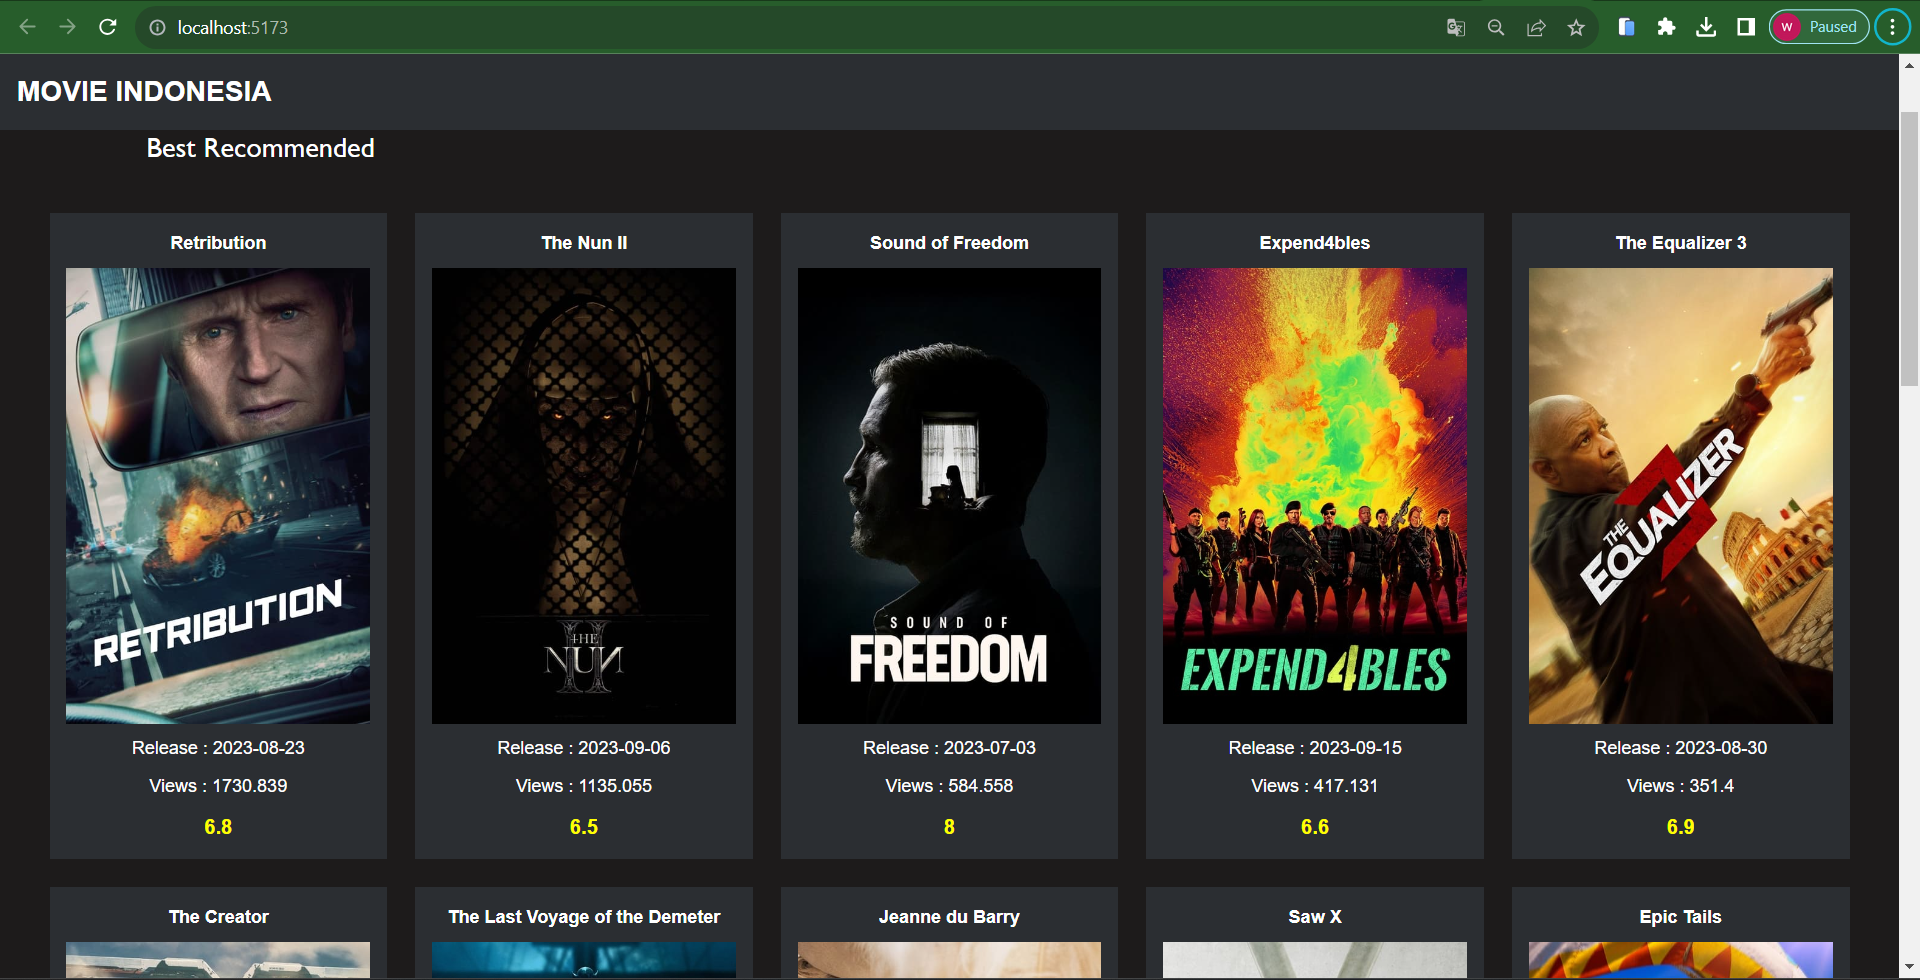 localhost:5173
W Paused
MOVIE INDONESIA
Best Recommended
Retribution
The Nun II
Sound of Freedom
Expend4bles
The Equalizer 3
RETRIBUTION
THE
NUN
II
SOUND OF
FREEDOM
EXPEND4BLES
THE
EQUALIZER
3
Release : 2023-08-23
Release : 2023-09-06
Release : 2023-07-03
Release : 2023-09-15
Release : 2023-08-30
Views : 1730.839
Views : 1135.055
Views : 584.558
Views : 417.131
Views : 351.4
6.8
6.5
8
6.6
6.9
The Creator
The Last Voyage of the Demeter
Jeanne du Barry
Saw X
Epic Tails